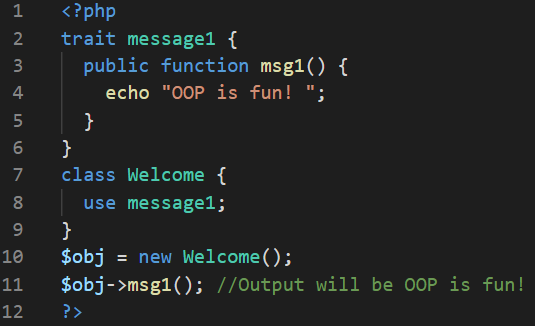 1 <?php
2 trait message1 {
3   public function msg1() {
4     echo "OOP is fun! ";
5   }
6 }
7 class Welcome {
8   use message1;
9 }
10 $obj = new Welcome();
11 $obj->msg1(); //Output will be OOP is fun!
12 ?>